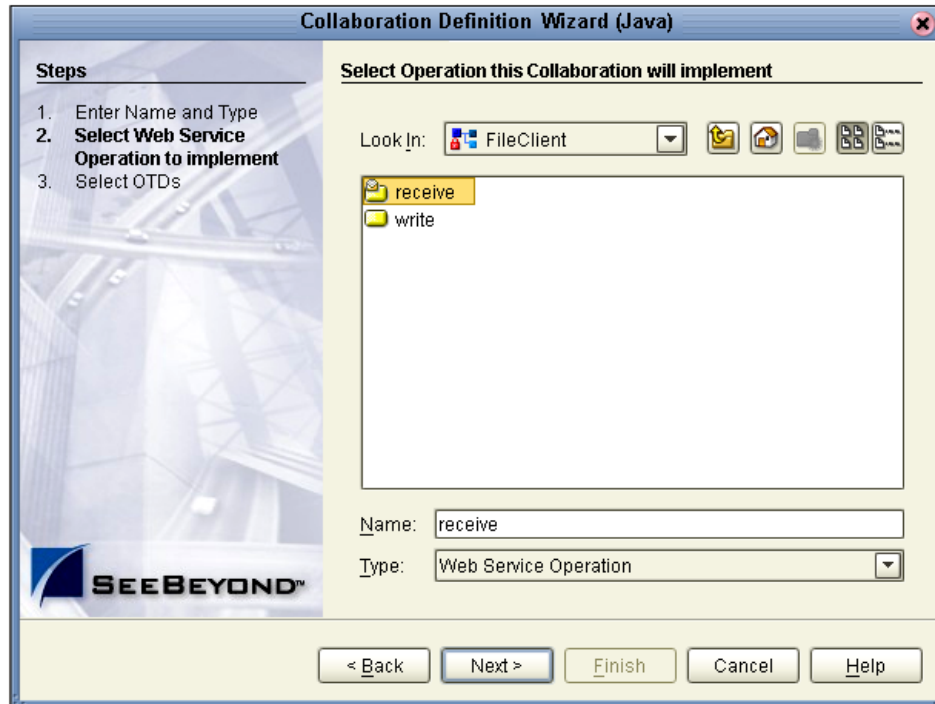 Collaboration Definition Wizard (Java)
Steps
1. Enter Name and Type
2. Select Web Service
Operation to implement
3. Select OTDs
SEEBEYOND™
Select Operation this Collaboration will implement
Look In: FileClient
receive
write
Name: receive
Type: Web Service Operation
< Back Next > Finish Cancel Help